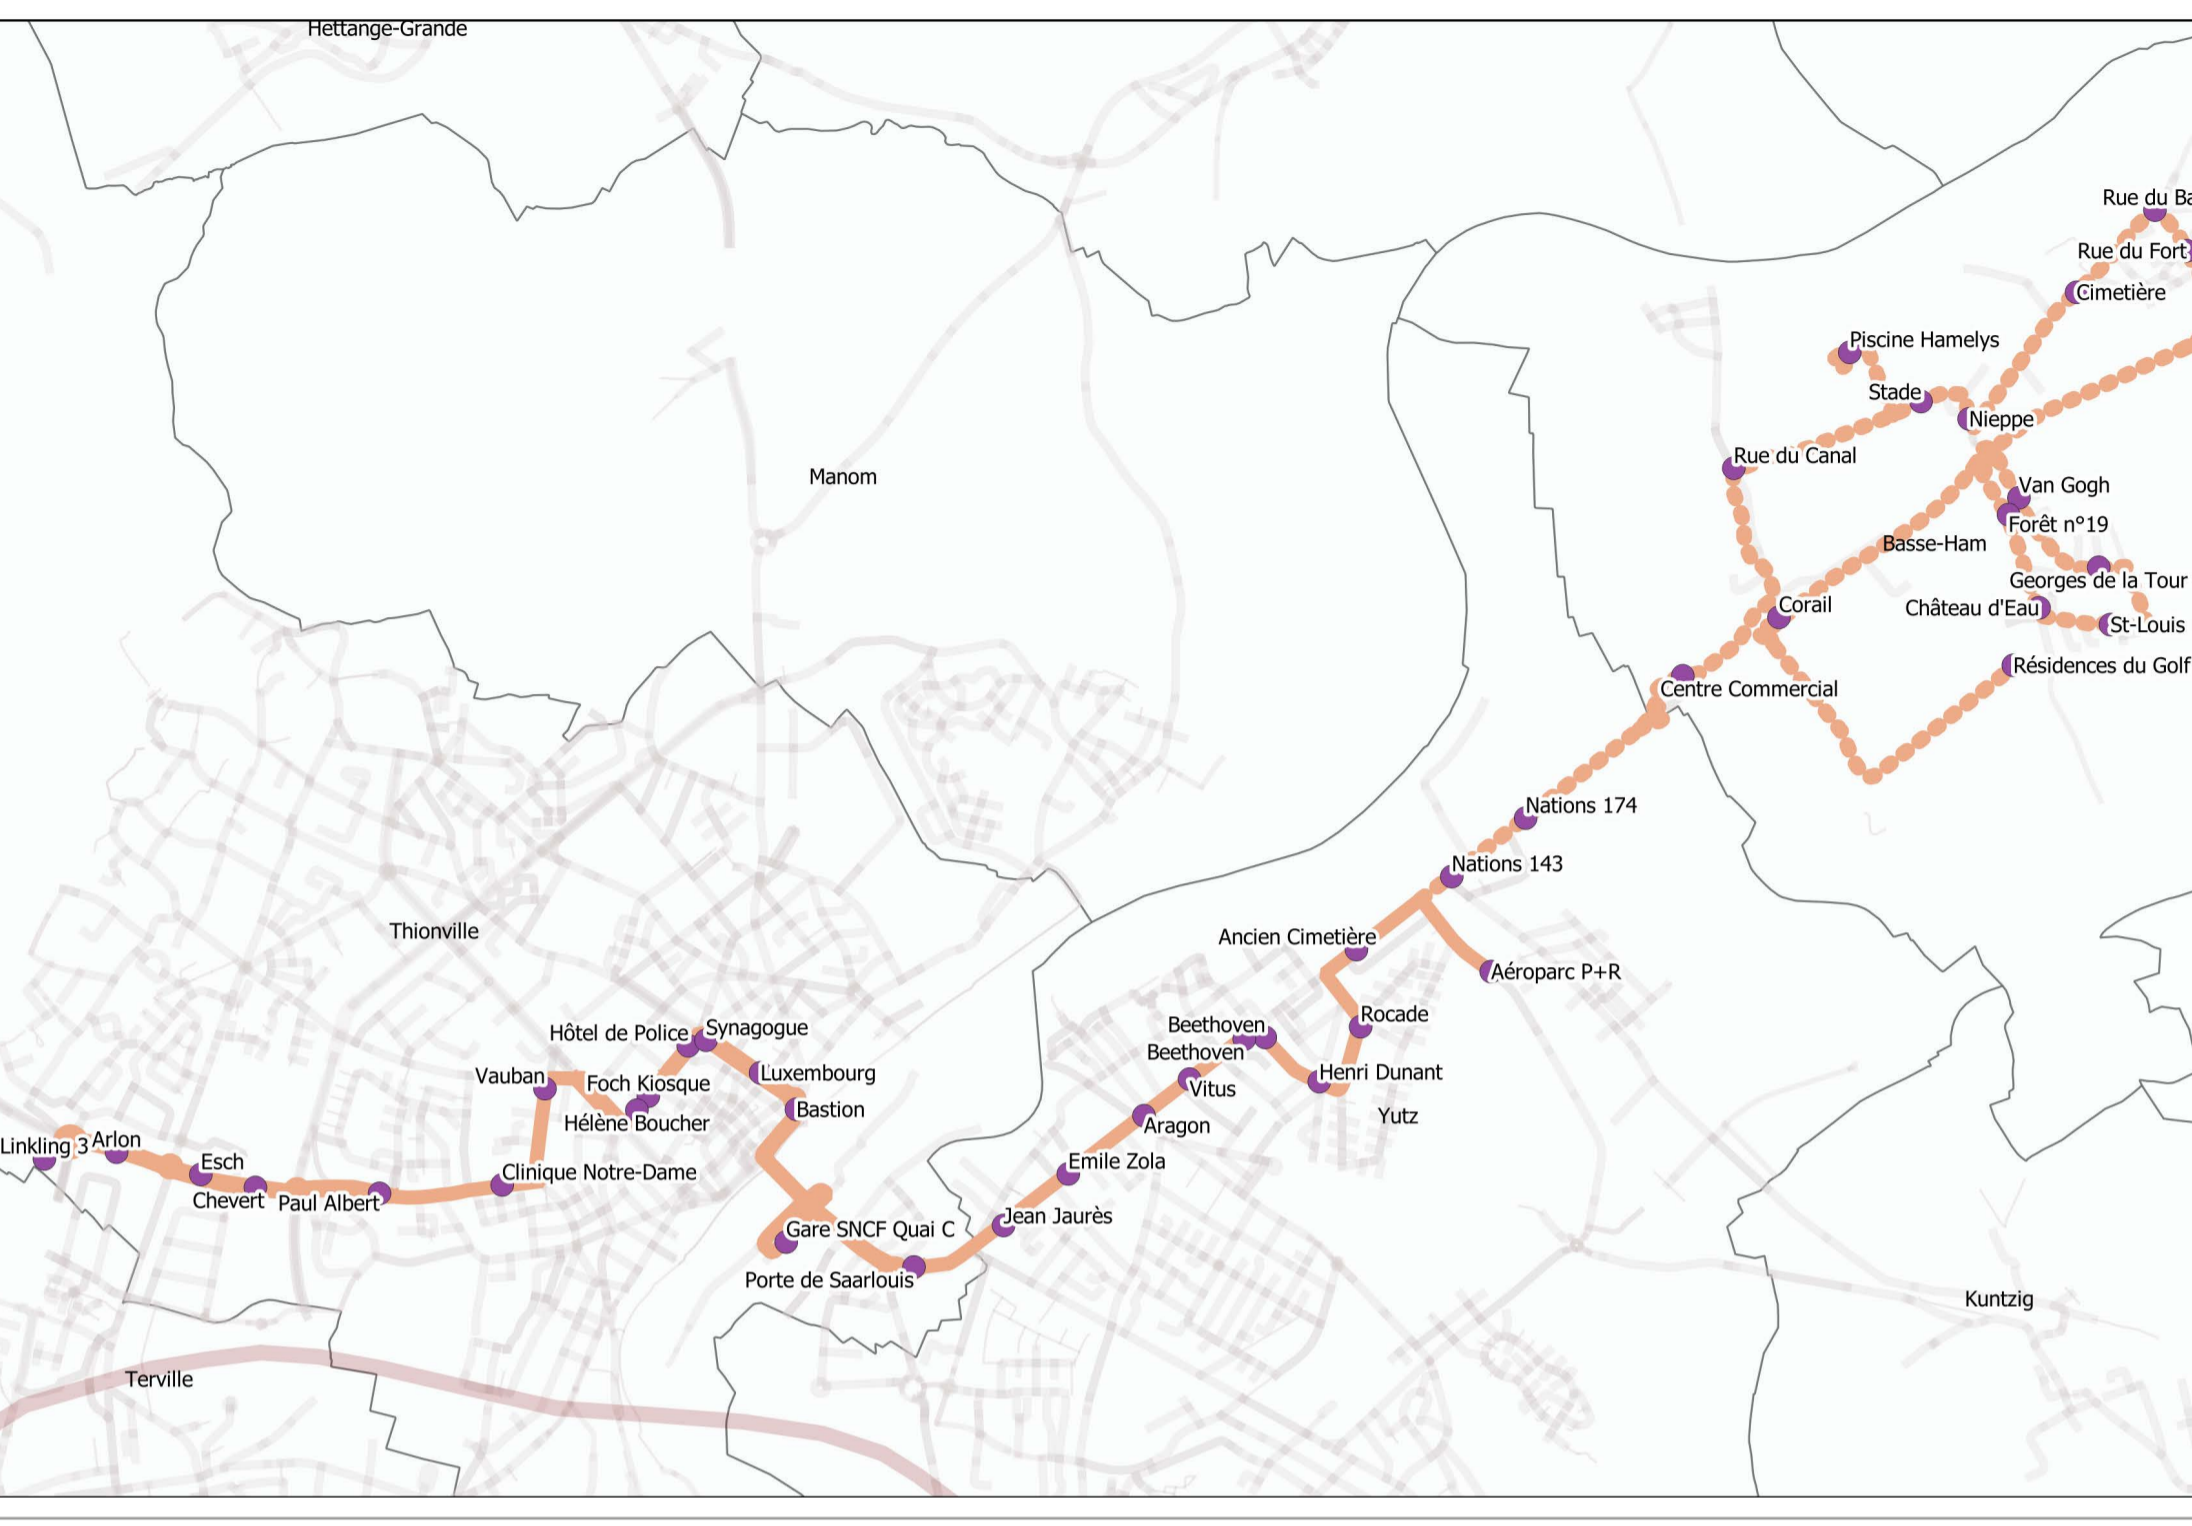 Hettange-Grande
Rue du Ba
Rue du Fort
Cimetière
Piscine Hamelys
Stade
Nieppe
Rue du Canal
Manom
Van Gogh
Forêt n°19
Basse-Ham
Georges de la Tour
Corail
Château d'Eau
St-Louis
Résidences du Golf
Centre Commercial
Nations 174
Nations 143
Thionville
Ancien Cimetière
Aéroparc P+R
Rocade
Beethoven
Synagogue
Hôtel de Police
Beethoven
Henri Dunant
Luxembourg
Vauban
Foch Kiosque
Vitus
Bastion
Yutz
Hélène Boucher
Aragon
Arlon
Linkling 3
Esch
Emile Zola
Clinique Notre-Dame
Chevert
Paul Albert
Jean Jaurès
Gare SNCF Quai C
Porte de Saarlouis
Kuntzig
Terville